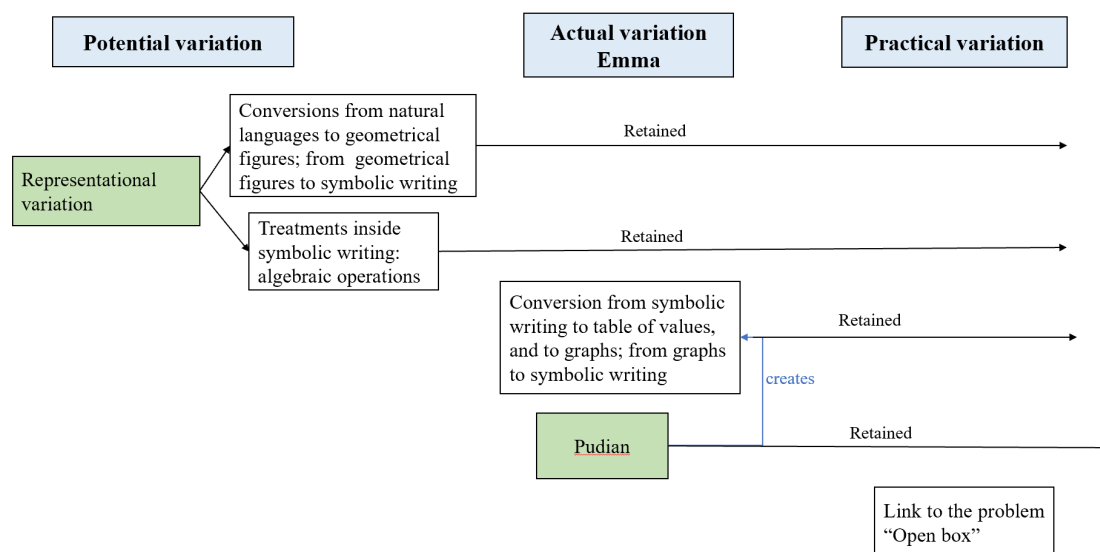 Potential variation
Actual variation
Emma
Practical variation
Conversions from natural
languages to geometrical
figures; from geometrical
figures to symbolic writing
Retained
Representational
variation
Treatments inside
symbolic writing:
algebraic operations
Retained
Conversion from symbolic
writing to table of values,
and to graphs; from graphs
to symbolic writing
Retained
creates
Pudian
Retained
Link to the problem
“Open box”